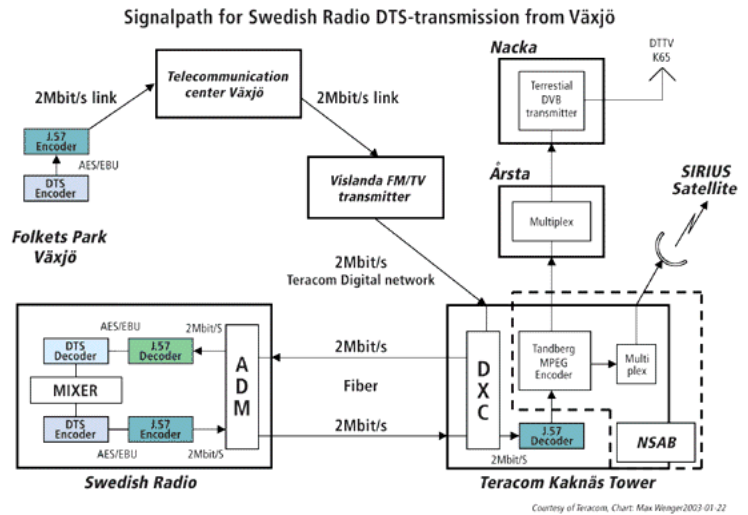 Signalpath for Swedish Radio DTS-transmission from Växjö
Telecommunication
center Växjö
2Mbit/s link
2Mbit/s link
J.57
Encoder
AES/EBU
DTS
Encoder
Folkets Park
Växjö
Vislanda FM/TV
transmitter
2Mbit/s
Teracom Digital network
Nacka
Terrestial
DVB
transmitter
DTTV
K65
Årsta
Multiplex
SIRIUS
Satellite
AES/EBU
2Mbit/S
DTS
Decoder
J.57
Decoder
MIXER
DTS
Encoder
J.57
Encoder
AES/EBU
2Mbit/S
ADM
Swedish Radio
2Mbit/s
Fiber
2Mbit/s
DXC
Tandberg
MPEG
Encoder
Multi
plex
J.57
Decoder
2Mbit/S
NSAB
Teracom Kaknäs Tower
Courtesy of Teracom, Chart: Max Wenger2003-01-22